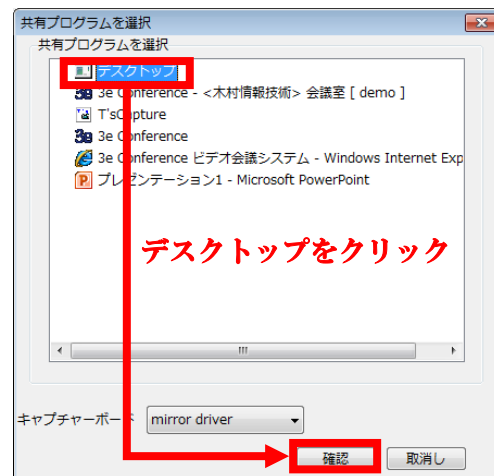 共有プログラムを選択
共有プログラムを選択
デスクトップ
3e Conference - <木村情報技術> 会議室 [ demo ]
T'sCapture
3e Conference
3e Conference ビデオ会議システム - Windows Internet Exp
プレゼンテーション1 - Microsoft PowerPoint
デスクトップをクリック
キャプチャーボード mirror driver
確認 取消し